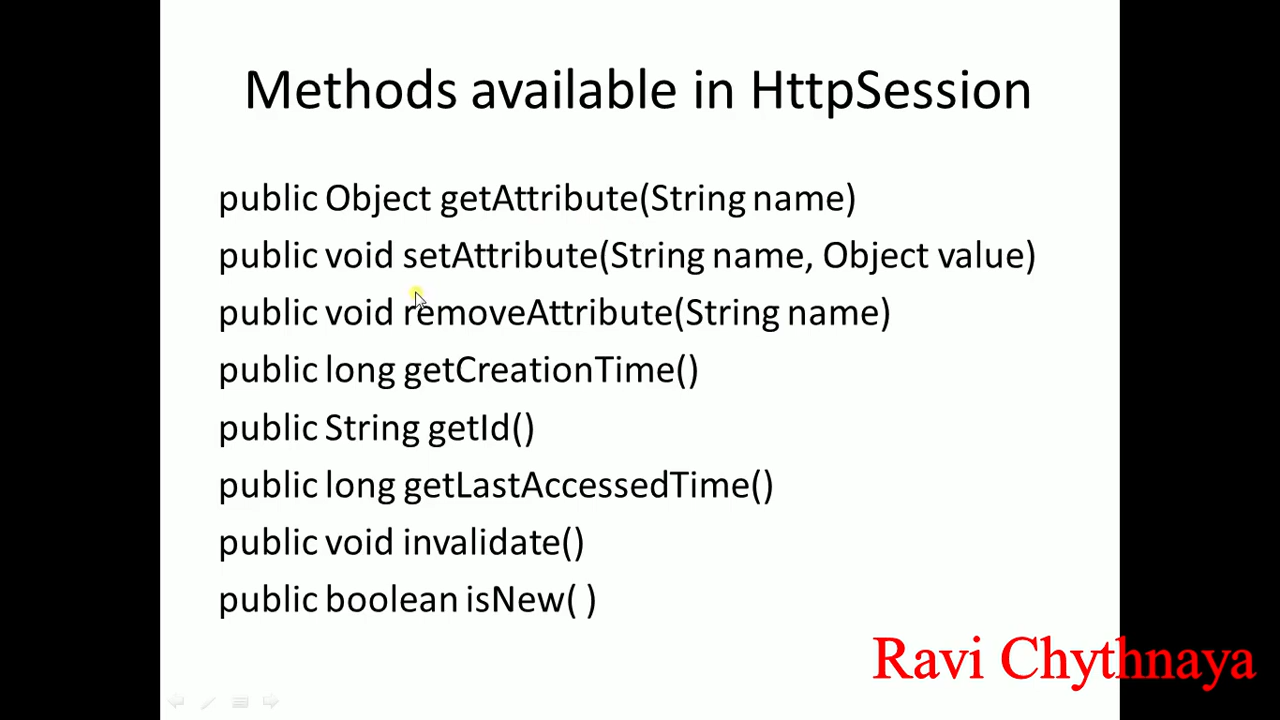 Methods available in HttpSession
public Object getAttribute(String name)
public void setAttribute(String name, Object value)
public void removeAttribute(String name)
public long getCreationTime()
public String getId()
public long getLastAccessedTime()
public void invalidate()
public boolean isNew( )
Ravi Chythnaya